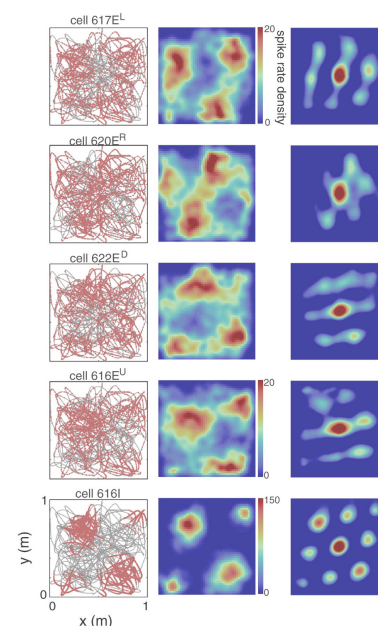 cell 617E^L
20
spike rate density
0
cell 620E^R
cell 622E^D
cell 616E^U
20
0
cell 616I
150
1
y (m)
0
0
0 1
x (m)